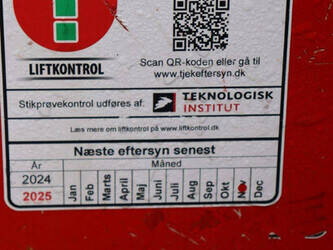 LIFTKONTROL
Scan QR-koden eller gå til
www.tjekeftersyn.dk
Stikprøvekontrol udføres af: TEKNOLOGISK
INSTITUT
Læs mere om liftkontrol på www.liftkontrol.dk
Næste eftersyn senest
År Måned
2024
2025
Jan Feb Marts April Maj Juni Juli Aug Sep Okt Nov Dec